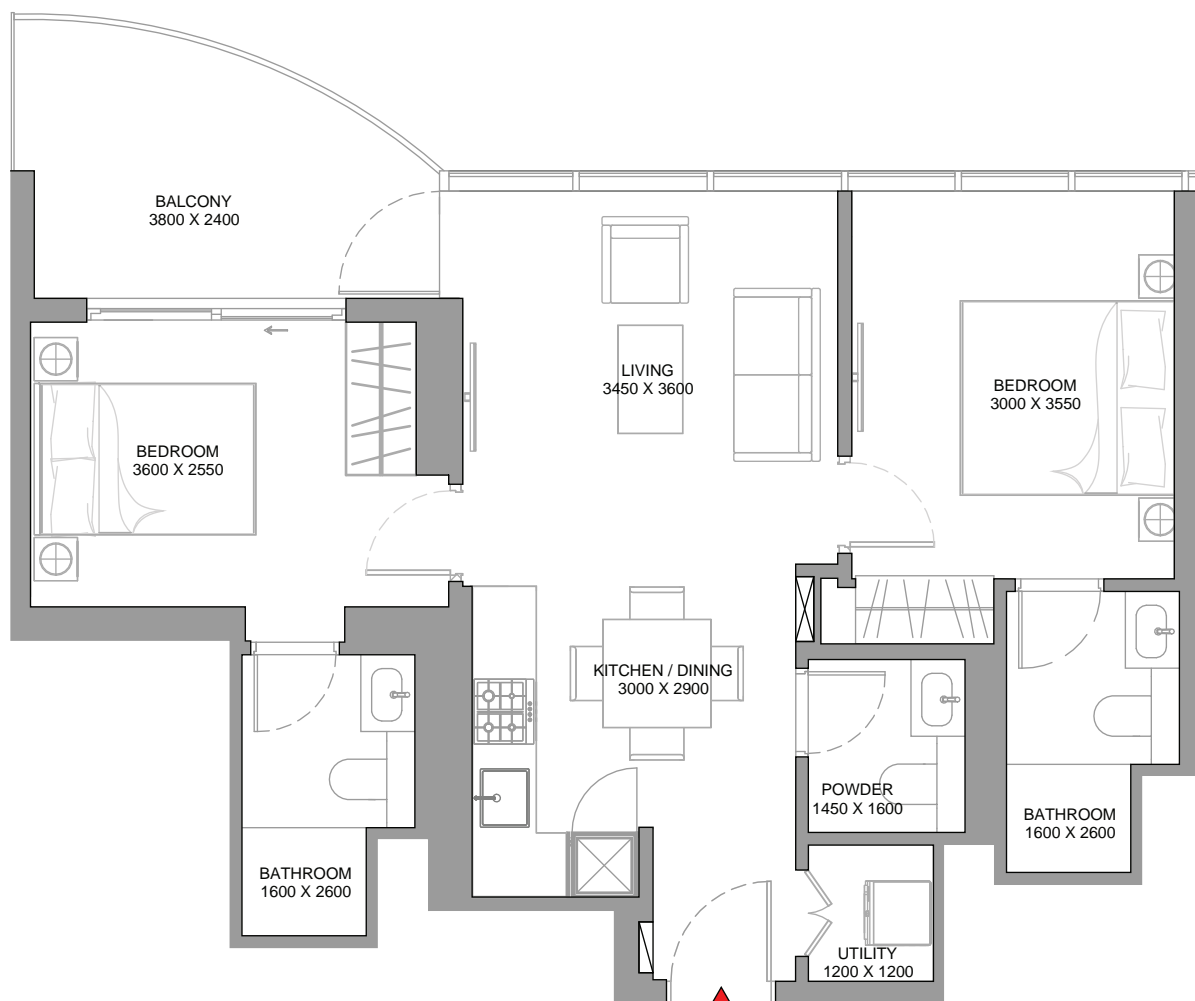 BALCONY
3800 X 2400
LIVING
3450 X 3600
BEDROOM
3000 X 3550
BEDROOM
3600 X 2550
KITCHEN / DINING
3000 X 2900
POWDER
1450 X 1600
BATHROOM
1600 X 2600
BATHROOM
1600 X 2600
UTILITY
1200 X 1200